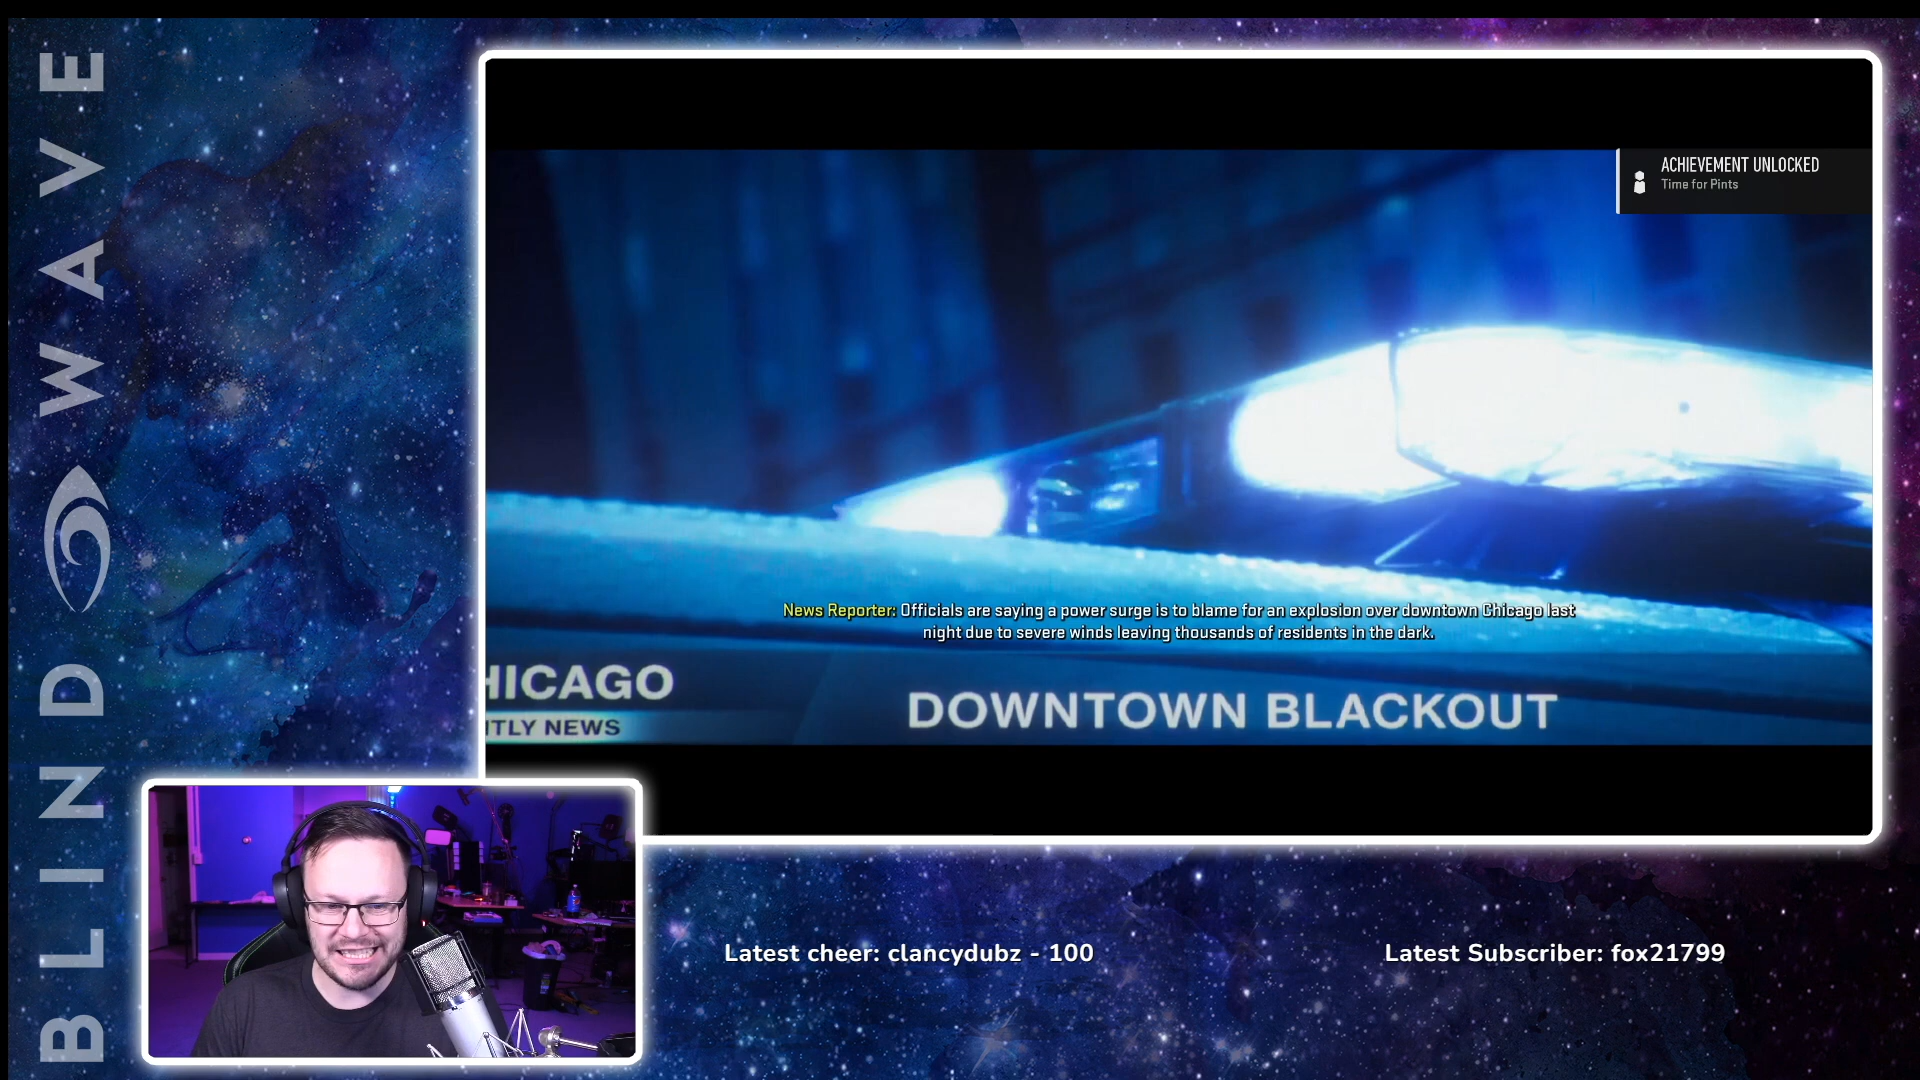 BLIND WAVE
ACHIEVEMENT UNLOCKED
Time for Pints
News Reporter: Officials are saying a power surge is to blame for an explosion over downtown Chicago last
night due to severe winds leaving thousands of residents in the dark.
HICAGO
DOWNTOWN BLACKOUT
TLY NEWS
Latest cheer: clancydubz - 100
Latest Subscriber: fox21799